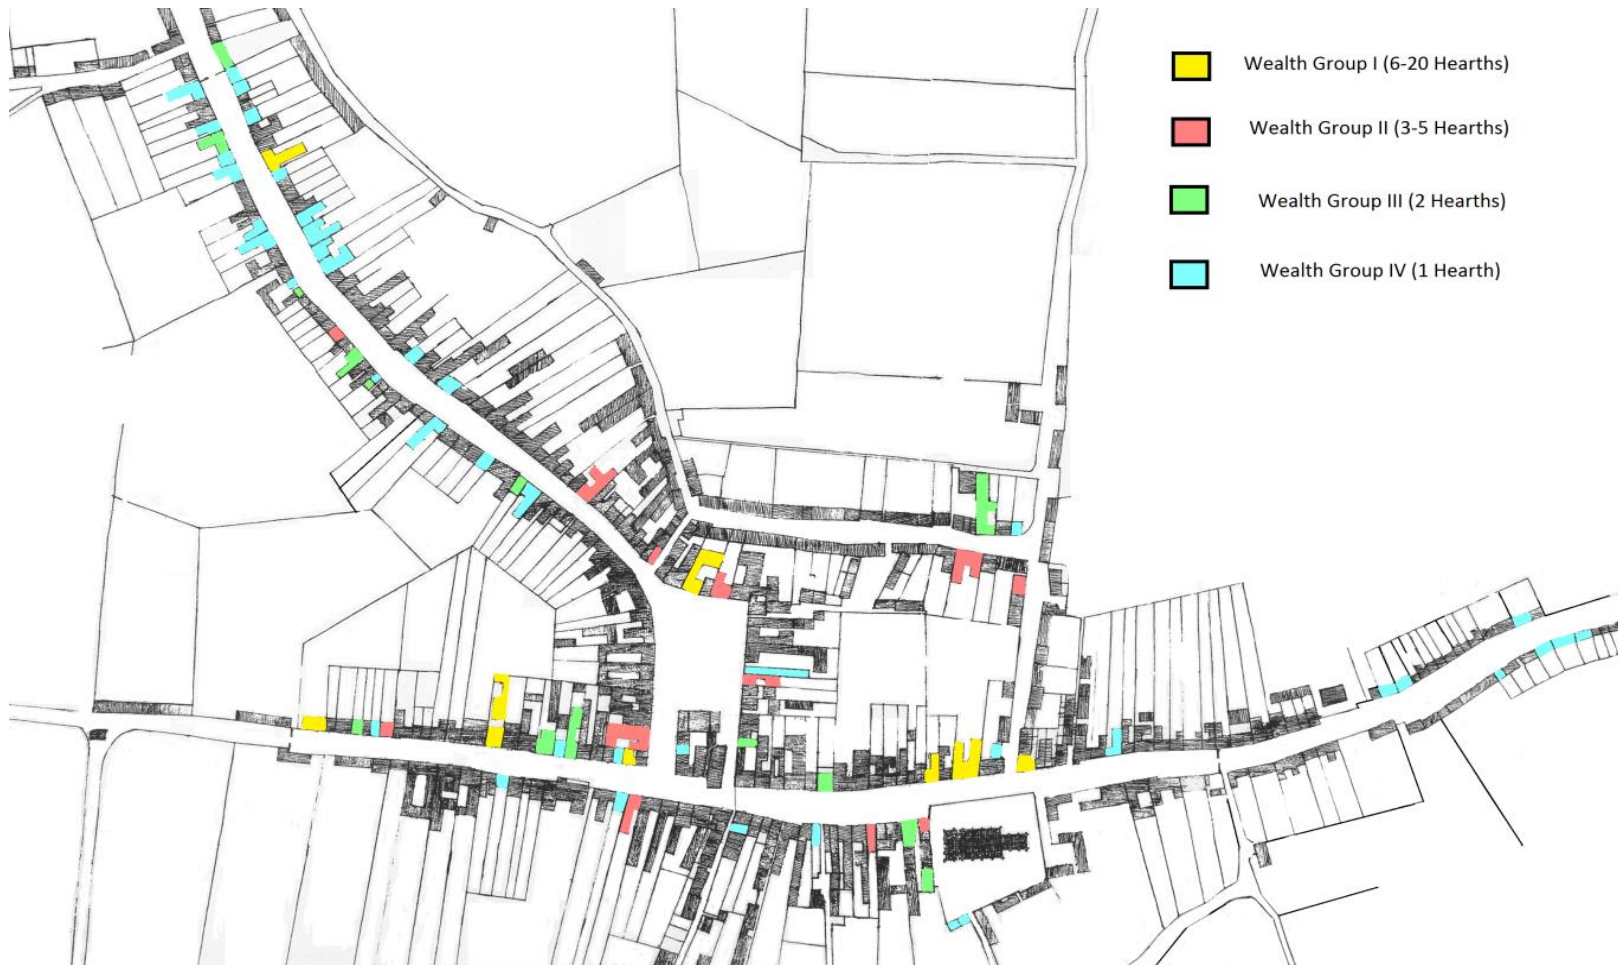 Wealth Group I (6-20 Hearths)
Wealth Group II (3-5 Hearths)
Wealth Group III (2 Hearths)
Wealth Group IV (1 Hearth)